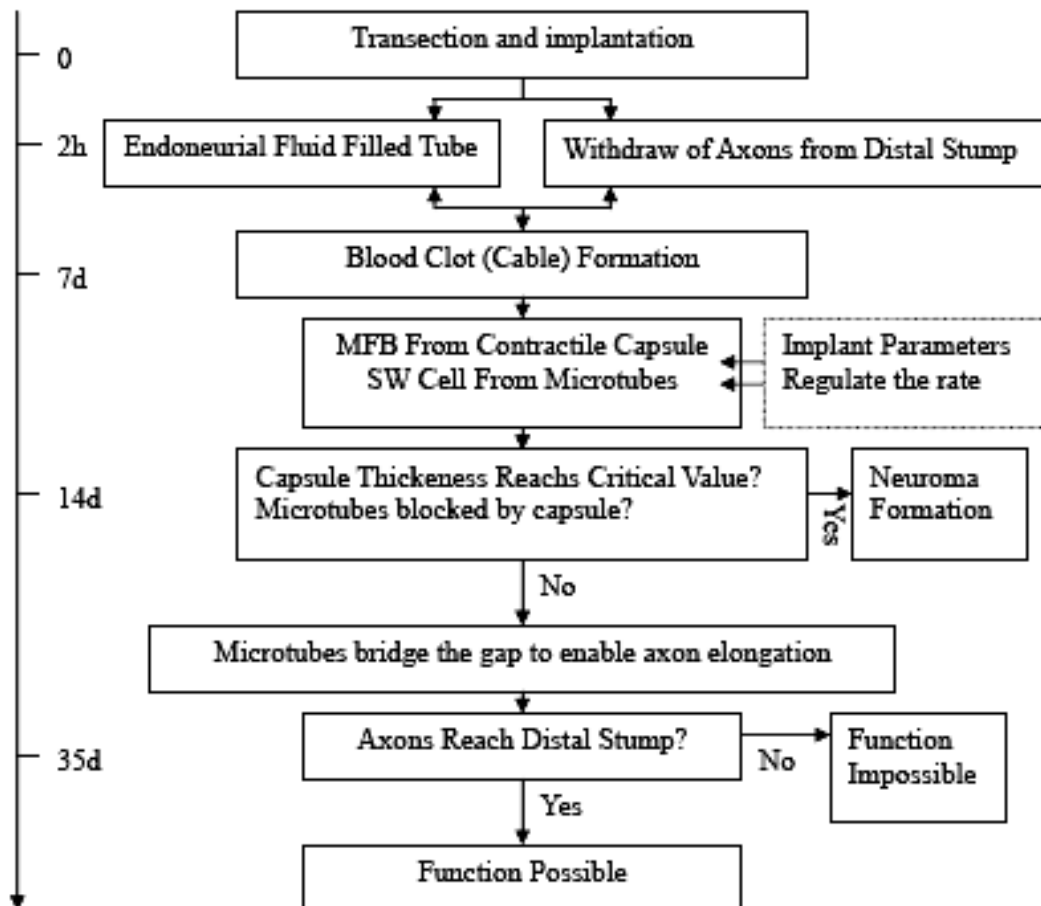 Transection and implantation
0
2h
Endoneurial Fluid Filled Tube
Withdraw of Axons from Distal Stump
Blood Clot (Cable) Formation
7d
MFB From Contractile Capsule
SW Cell From Microtubes
Implant Parameters
Regulate the rate
Capsule Thickness Reachs Critical Value?
Microtubes blocked by capsule?
14d
Yes
Neuroma
Formation
No
Microtubes bridge the gap to enable axon elongation
Axons Reach Distal Stump?
35d
No
Function
Impossible
Yes
Function Possible